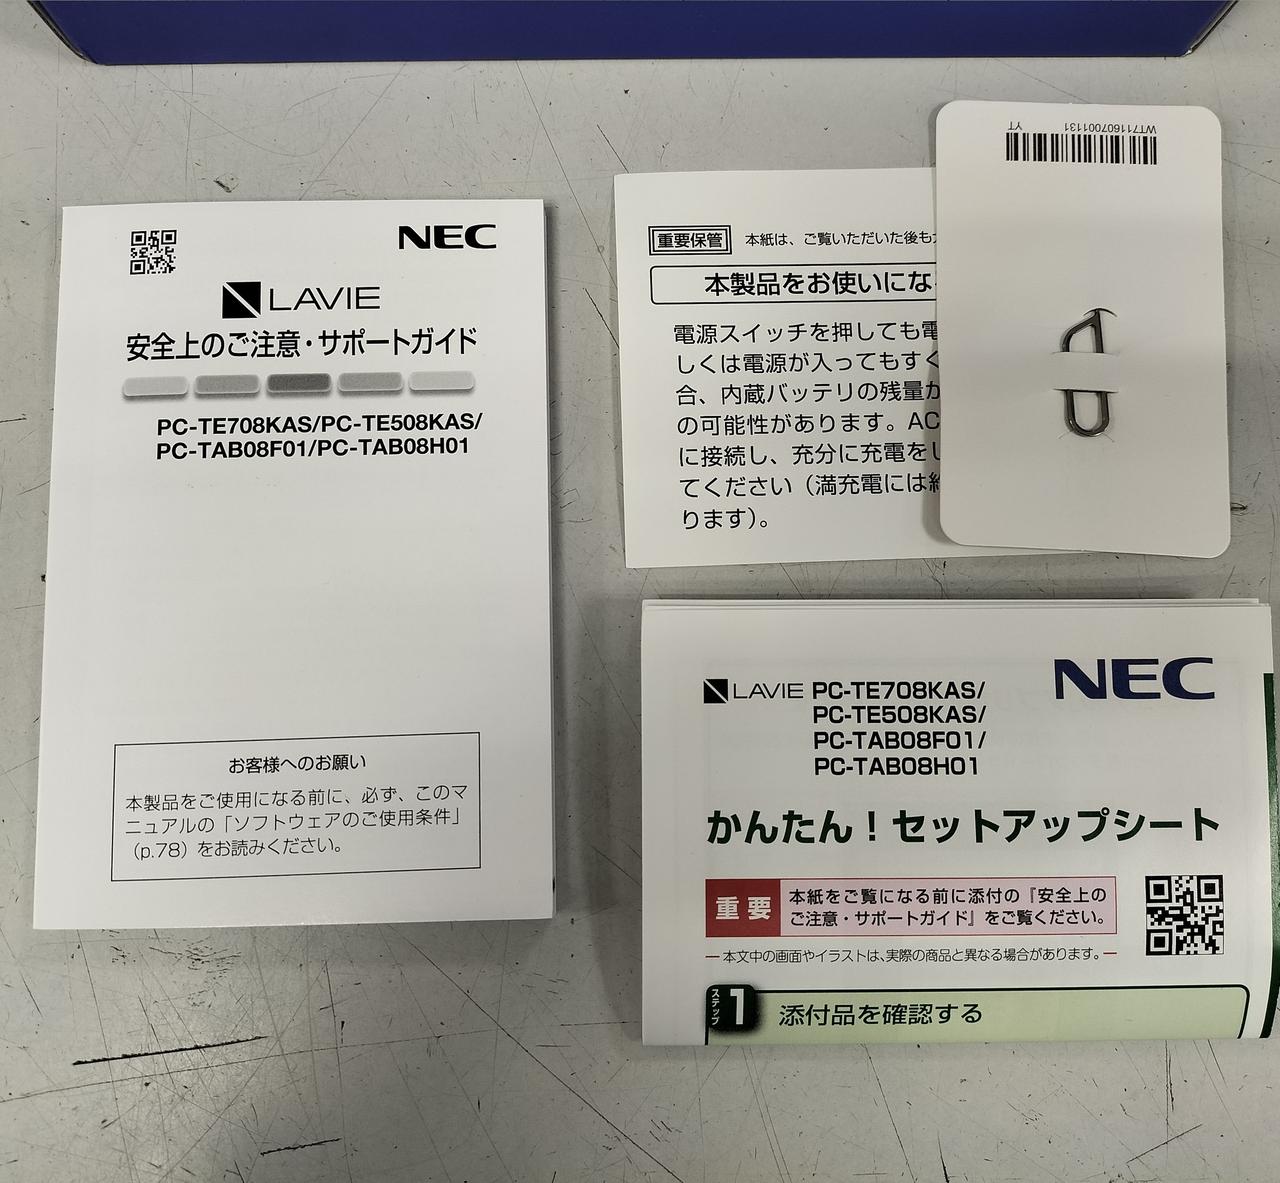 NEC
LAVIE
安全上のご注意・サポートガイド
PC-TE708KAS/PC-TE508KAS/
PC-TAB08F01/PC-TAB08H01
お客様へのお願い
本製品をご使用になる前に、必ず、このマ
ニュアルの「ソフトウェアのご使用条件」
(p.78)をお読みください。
重要保管 本紙は、ご覧いただいた後も
本製品をお使いにな
電源スイッチを押しても電
しくは電源が入ってもすぐ
合、内蔵バッテリの残量が
の可能性があります。AC
に接続し、充分に充電をし
てください（満充電には約
ります）。
WT711607001131 YT
NEC
LAVIE PC-TE708KAS/
PC-TE508KAS/
PC-TAB08F01/
PC-TAB08H01
かんたん！セットアップシート
重要 本紙をご覧になる前に添付の『安全上の
ご注意・サポートガイド』をご覧ください。
本文中の画面やイラストは、実際の商品と異なる場合があります。
ステップ 1 添付品を確認する